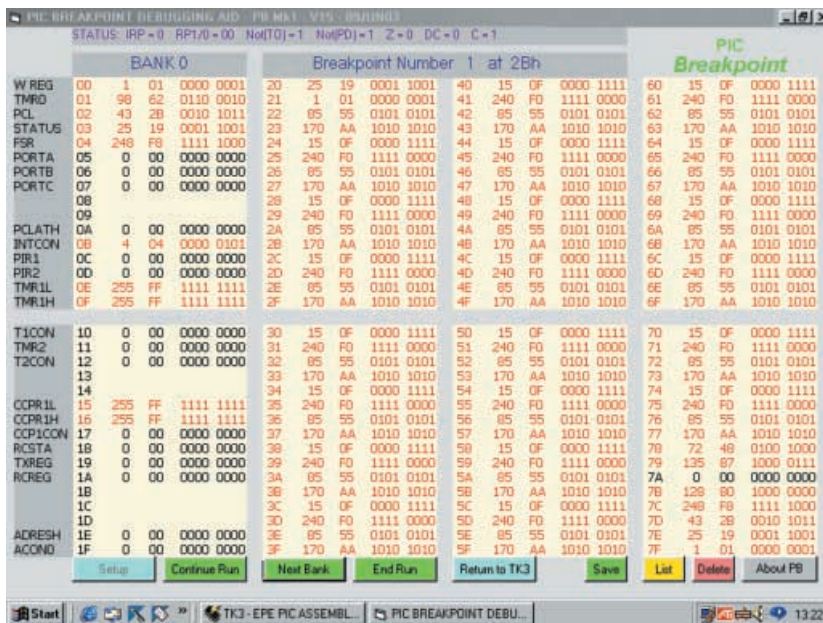 PIC BREAKPOINT DEBUGGING AID - PB Mk1 V15 - 09JUN03
STATUS: IRP = 0 RP1/0 = 00 Not(TO) = 1 Not(PD) = 1 Z = 0 DC = 0 C = 1
BANK 0
Breakpoint Number 1 at 2Bh
PIC
Breakpoint
W REG 00 1 01 0000 0001 20 25 19 0001 1001 40 15 0F 0000 1111 60 15 0F 0000 1111
TMR0 01 98 62 0110 0010 21 1 01 0000 0001 41 240 F0 1111 0000 61 240 F0 1111 0000
PCL 02 43 2B 0010 1011 22 85 55 0101 0101 42 85 55 0101 0101 62 85 55 0101 0101
STATUS 03 25 19 0001 1001 23 170 AA 1010 1010 43 170 AA 1010 1010 63 170 AA 1010 1010
FSR 04 248 F8 1111 1000 24 15 0F 0000 1111 44 15 0F 0000 1111 64 15 0F 0000 1111
PORTA 05 0 00 0000 0000 25 240 F0 1111 0000 45 240 F0 1111 0000 65 240 F0 1111 0000
PORTB 06 0 00 0000 0000 26 85 55 0101 0101 46 85 55 0101 0101 66 85 55 0101 0101
PORTC 07 0 00 0000 0000 27 170 AA 1010 1010 47 170 AA 1010 1010 67 170 AA 1010 1010
08 28 15 0F 0000 1111 48 15 0F 0000 1111 68 15 0F 0000 1111
09 29 240 F0 1111 0000 49 240 F0 1111 0000 69 240 F0 1111 0000
PCLATH 0A 0 00 0000 0000 2A 85 55 0101 0101 4A 85 55 0101 0101 6A 85 55 0101 0101
INTCON 0B 4 04 0000 0101 2B 170 AA 1010 1010 4B 170 AA 1010 1010 6B 170 AA 1010 1010
PIR1 0C 0 00 0000 0000 2C 15 0F 0000 1111 4C 15 0F 0000 1111 6C 15 0F 0000 1111
PIR2 0D 0 00 0000 0000 2D 240 F0 1111 0000 4D 240 F0 1111 0000 6D 240 F0 1111 0000
TMR1L 0E 255 FF 1111 1111 2E 85 55 0101 0101 4E 85 55 0101 0101 6E 85 55 0101 0101
TMR1H 0F 255 FF 1111 1111 2F 170 AA 1010 1010 4F 170 AA 1010 1010 6F 170 AA 1010 1010
T1CON 10 0 00 0000 0000 30 15 0F 0000 1111 50 15 0F 0000 1111 70 15 0F 0000 1111
TMR2 11 0 00 0000 0000 31 240 F0 1111 0000 51 240 F0 1111 0000 71 240 F0 1111 0000
T2CON 12 0 00 0000 0000 32 85 55 0101 0101 52 85 55 0101 0101 72 85 55 0101 0101
13 33 170 AA 1010 1010 53 170 AA 1010 1010 73 170 AA 1010 1010
14 34 15 0F 0000 1111 54 15 0F 0000 1111 74 15 0F 0000 1111
CCPR1L 15 255 FF 1111 1111 35 240 F0 1111 0000 55 240 F0 1111 0000 75 240 F0 1111 0000
CCPR1H 16 255 FF 1111 1111 36 85 55 0101 0101 56 85 55 0101 0101 76 85 55 0101 0101
CCP1CON 17 0 00 0000 0000 37 170 AA 1010 1010 57 170 AA 1010 1010 77 170 AA 1010 1010
RCSTA 18 0 00 0000 0000 38 15 0F 0000 1111 58 15 0F 0000 1111 78 72 48 0100 1000
TXREG 19 0 00 0000 0000 39 240 F0 1111 0000 59 240 F0 1111 0000 79 135 87 1000 0111
RCREG 1A 0 00 0000 0000 3A 85 55 0101 0101 5A 85 55 0101 0101 7A 0 00 0000 0000
1B 3B 170 AA 1010 1010 5B 170 AA 1010 1010 7B 128 80 1000 0000
1C 3C 15 0F 0000 1111 5C 15 0F 0000 1111 7C 248 F8 1111 1000
1D 3D 240 F0 1111 0000 5D 240 F0 1111 0000 7D 43 2B 0010 1011
ADRESH 1E 0 00 0000 0000 3E 85 55 0101 0101 5E 85 55 0101 0101 7E 25 19 0001 1001
ACON0 1F 0 00 0000 0000 3F 170 AA 1010 1010 5F 170 AA 1010 1010 7F 1 01 0000 0001
Setup Continue Run Next Bank End Run Return to TK3 Save List Delete About PB
Start » TK3 - EPE PIC ASSEMBL... PIC BREAKPOINT DEBU... 13:22